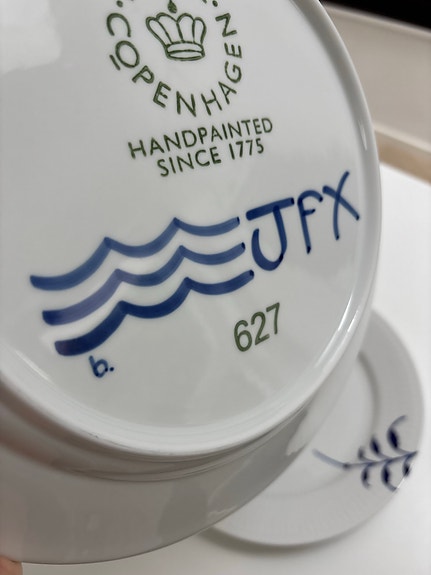 COPENHAGEN
HANDPAINTED
SINCE 1775
JFX
b.
627